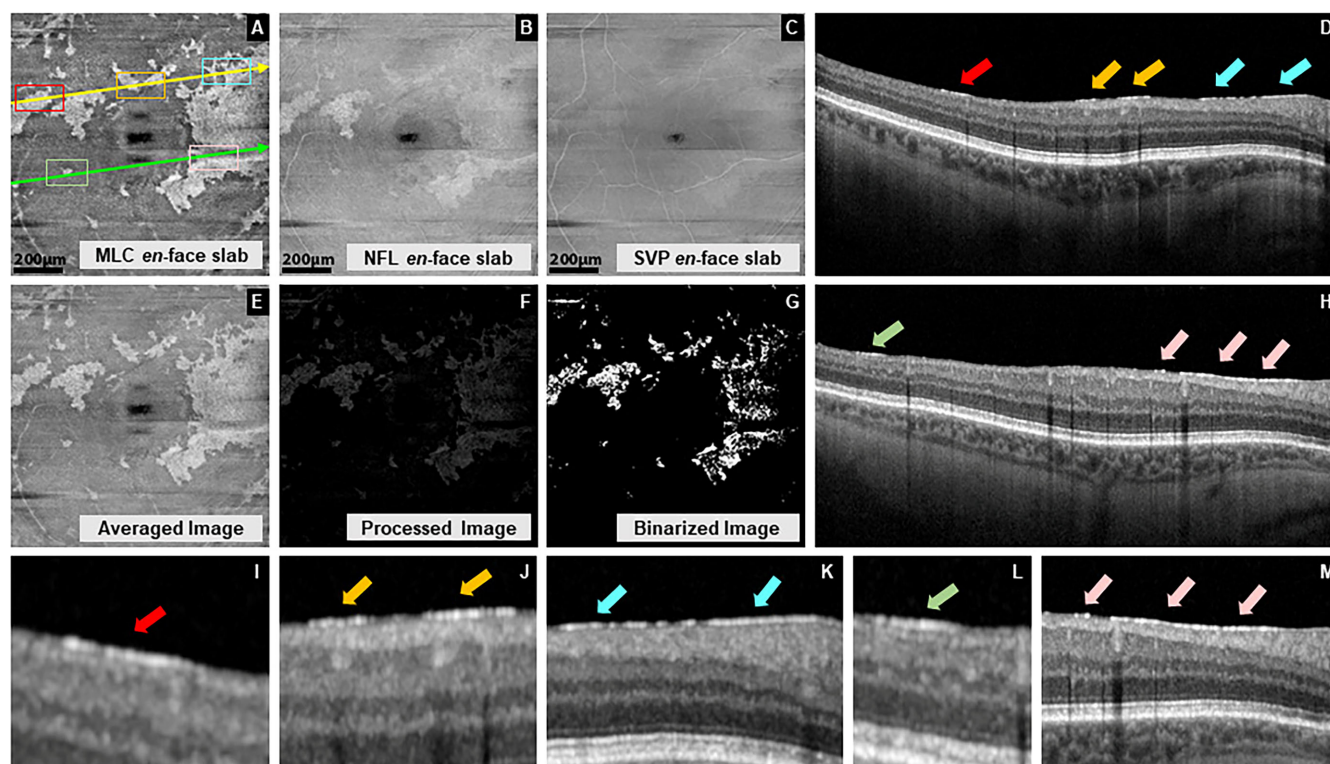 A
200µm
MLC en-face slab
B
200µm
NFL en-face slab
C
200µm
SVP en-face slab
D
E
Averaged Image
F
Processed Image
G
Binarized Image
H
I
J
K
L
M